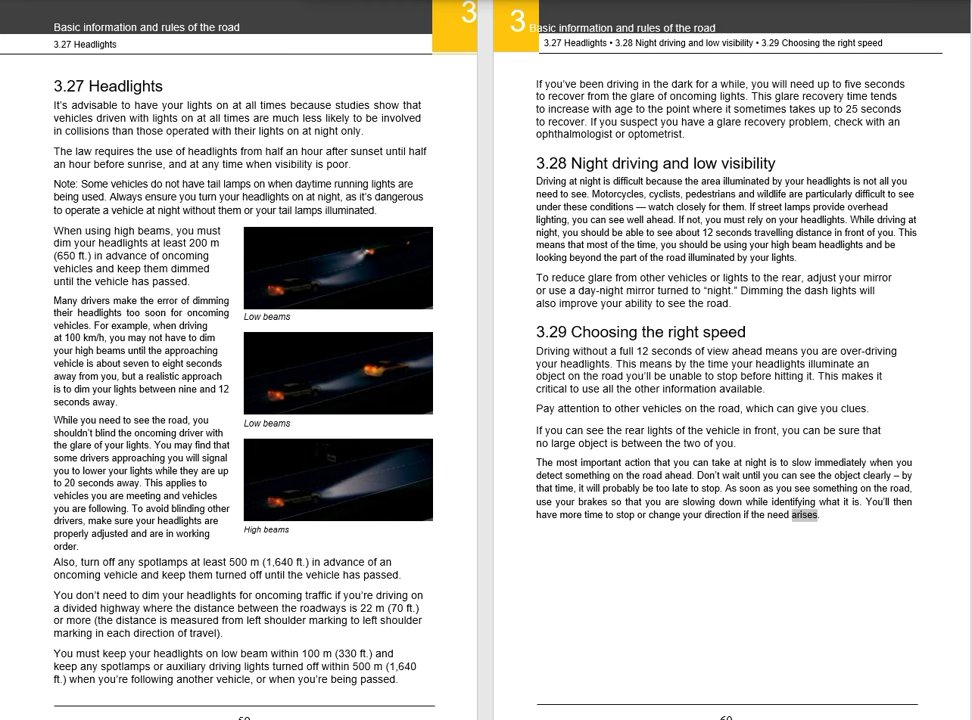 Basic information and rules of the road
3
3.27 Headlights
3.27 Headlights
It's advisable to have your lights on at all times because studies show that
vehicles driven with lights on at all times are much less likely to be involved
in collisions than those operated with their lights on at night only.
The law requires the use of headlights from half an hour after sunset until half
an hour before sunrise, and at any time when visibility is poor.
Note: Some vehicles do not have tail lamps on when daytime running lights are
being used. Always ensure you turn your headlights on at night, as it's dangerous
to operate a vehicle at night without them or your tail lamps illuminated.
When using high beams, you must
dim your headlights at least 200 m
(650 ft.) in advance of oncoming
vehicles and keep them dimmed
until the vehicle has passed.
Many drivers make the error of dimming
their headlights too soon for oncoming
vehicles. For example, when driving
at 100 km/h, you may not have to dim
your high beams until the approaching
vehicle is about seven to eight seconds
away from you, but a realistic approach
is to dim your lights between nine and 12
seconds away.
While you need to see the road, you
shouldn't blind the oncoming driver with
the glare of your lights. You may find that
some drivers approaching you will signal
you to lower your lights while they are up
to 20 seconds away. This applies to
vehicles you are meeting and vehicles
you are following. To avoid blinding other
drivers, make sure your headlights are
properly adjusted and are in working
order.
Low beams
Low beams
High beams
Also, turn off any spotlamps at least 500 m (1,640 ft.) in advance of an
oncoming vehicle and keep them turned off until the vehicle has passed.
You don't need to dim your headlights for oncoming traffic if you're driving on
a divided highway where the distance between the roadways is 22 m (70 ft.)
or more (the distance is measured from left shoulder marking to left shoulder
marking in each direction of travel).
You must keep your headlights on low beam within 100 m (330 ft.) and
keep any spotlamps or auxiliary driving lights turned off within 500 m (1,640
ft.) when you're following another vehicle, or when you're being passed.
3
Basic information and rules of the road
3.27 Headlights • 3.28 Night driving and low visibility • 3.29 Choosing the right speed
If you've been driving in the dark for a while, you will need up to five seconds
to recover from the glare of oncoming lights. This glare recovery time tends
to increase with age to the point where it sometimes takes up to 25 seconds
to recover. If you suspect you have a glare recovery problem, check with an
ophthalmologist or optometrist.
3.28 Night driving and low visibility
Driving at night is difficult because the area illuminated by your headlights is not all you
need to see. Motorcycles, cyclists, pedestrians and wildlife are particularly difficult to see
under these conditions — watch closely for them. If street lamps provide overhead
lighting, you can see well ahead. If not, you must rely on your headlights. While driving at
night, you should be able to see about 12 seconds travelling distance in front of you. This
means that most of the time, you should be using your high beam headlights and be
looking beyond the part of the road illuminated by your lights.
To reduce glare from other vehicles or lights to the rear, adjust your mirror
or use a day-night mirror turned to “night.” Dimming the dash lights will
also improve your ability to see the road.
3.29 Choosing the right speed
Driving without a full 12 seconds of view ahead means you are over-driving
your headlights. This means by the time your headlights illuminate an
object on the road you'll be unable to stop before hitting it. This makes it
critical to use all the other information available.
Pay attention to other vehicles on the road, which can give you clues.
If you can see the rear lights of the vehicle in front, you can be sure that
no large object is between the two of you.
The most important action that you can take at night is to slow immediately when you
detect something on the road ahead. Don't wait until you can see the object clearly – by
that time, it will probably be too late to stop. As soon as you see something on the road,
use your brakes so that you are slowing down while identifying what it is. You'll then
have more time to stop or change your direction if the need arises.